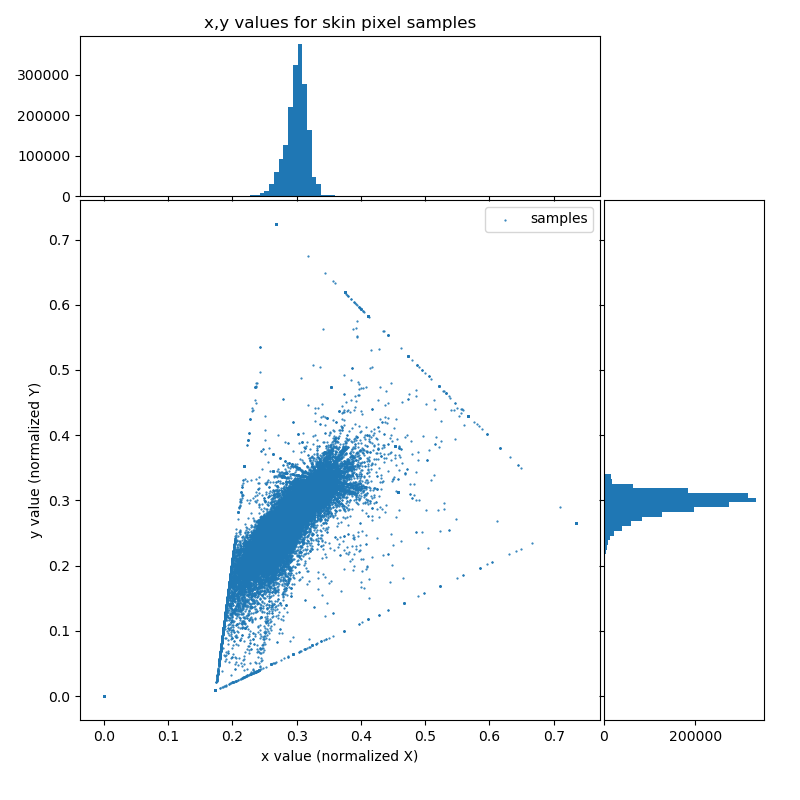 x,y values for skin pixel samples
300000
200000
100000
0
samples
0.7
0.6
0.5
0.4
0.3
0.2
0.1
0.0
y value (normalized Y)
0.0 0.1 0.2 0.3 0.4 0.5 0.6 0.7
x value (normalized X)
0 200000